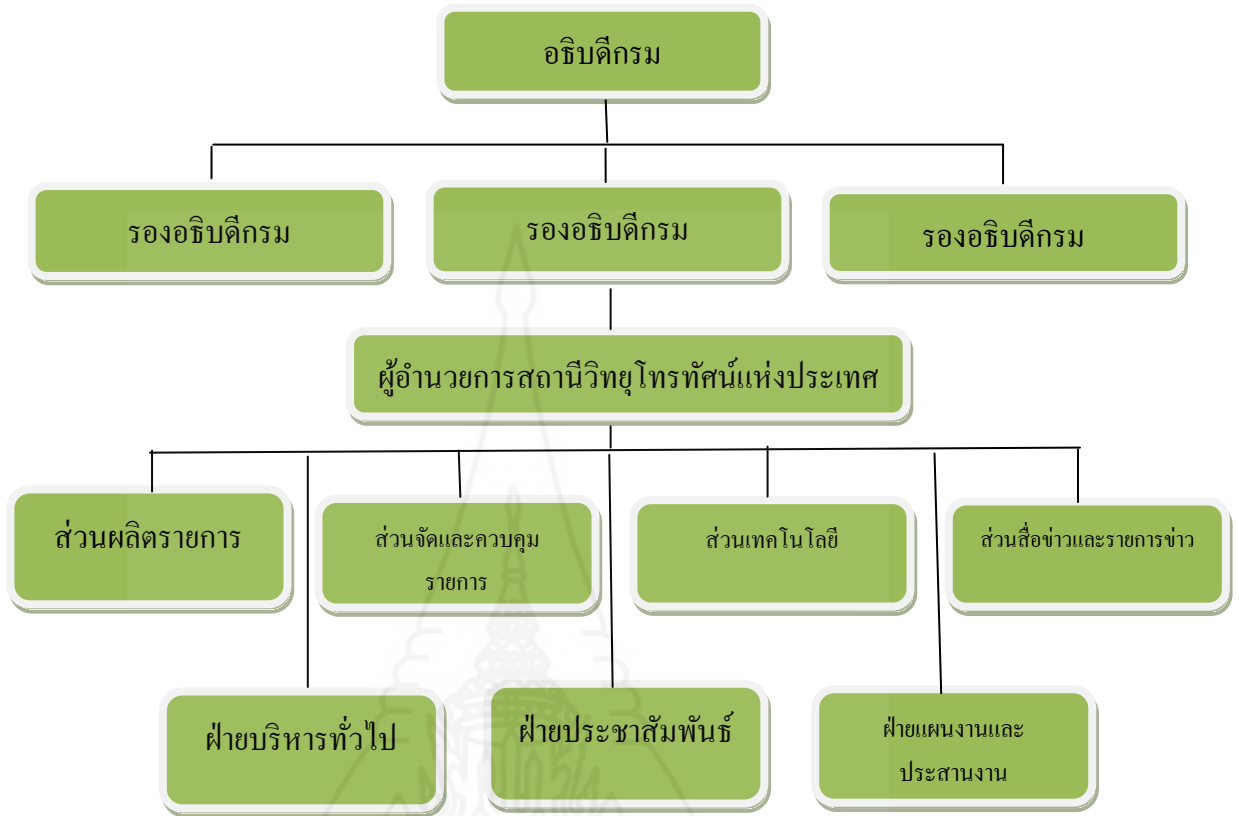 อธิบดีกรม
รองอธิบดีกรม
รองอธิบดีกรม
รองอธิบดีกรม
ผู้อำนวยการสถานีวิทยุโทรทัศน์แห่งประเทศ
ส่วนผลิตรายการ
ส่วนจัดและควบคุม
รายการ
ส่วนเทคโนโลยี
ส่วนสื่อข่าวและรายการข่าว
ฝ่ายบริหารทั่วไป
ฝ่ายประชาสัมพันธ์
ฝ่ายแผนงานและ
ประสานงาน